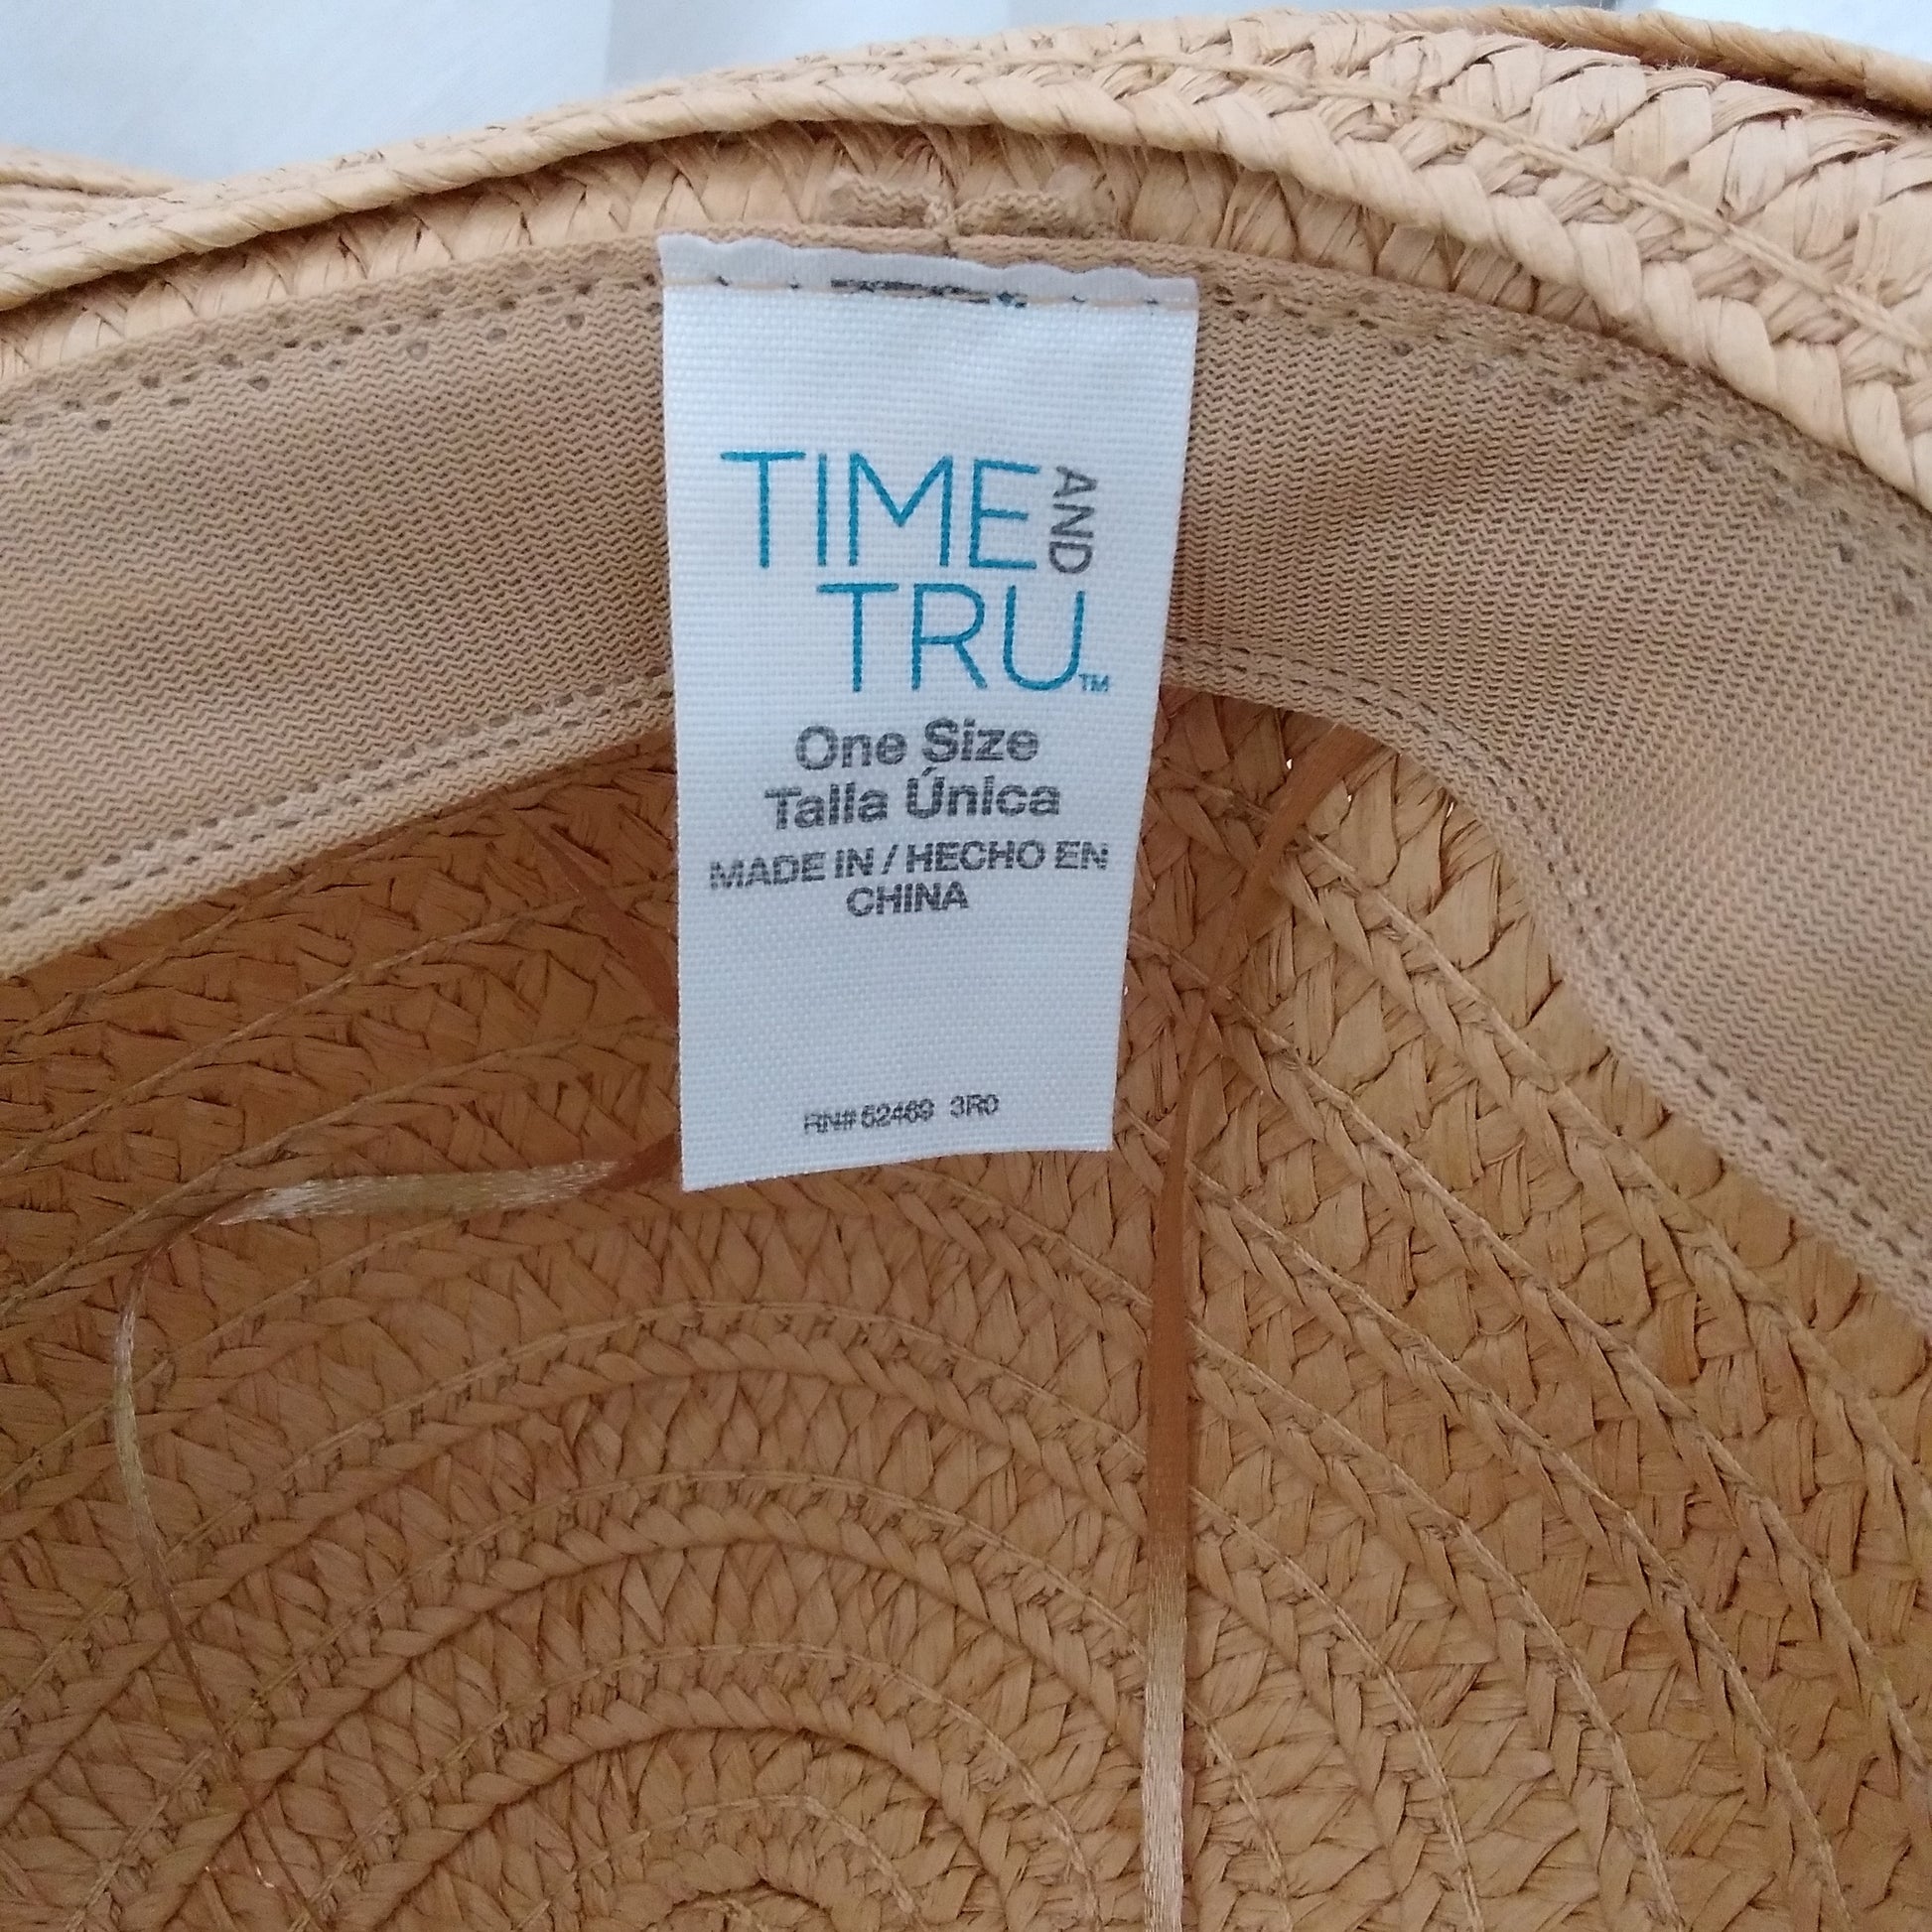 TIME AND
TRU™
One Size
Talla Única
MADE IN / HECHO EN
CHINA
RN# 52469 3R0